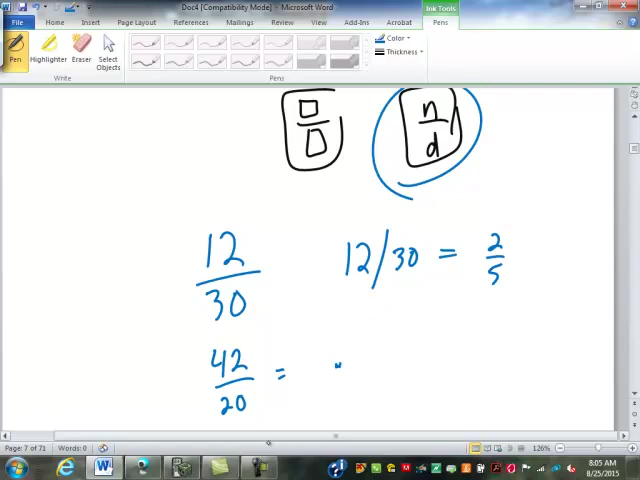 Doc4 [Compatibility Mode] - Microsoft Word
Ink Tools
File Home Insert Page Layout References Mailings Review View Add-Ins Acrobat Pens
Pen Highlighter Eraser Select Objects
Color
Thickness
Write Pens
n
d
12 12/30 = 2
30 5
42 =
20
Page: 7 of 71 Words: 0 126%
8:05 AM
8/25/2015